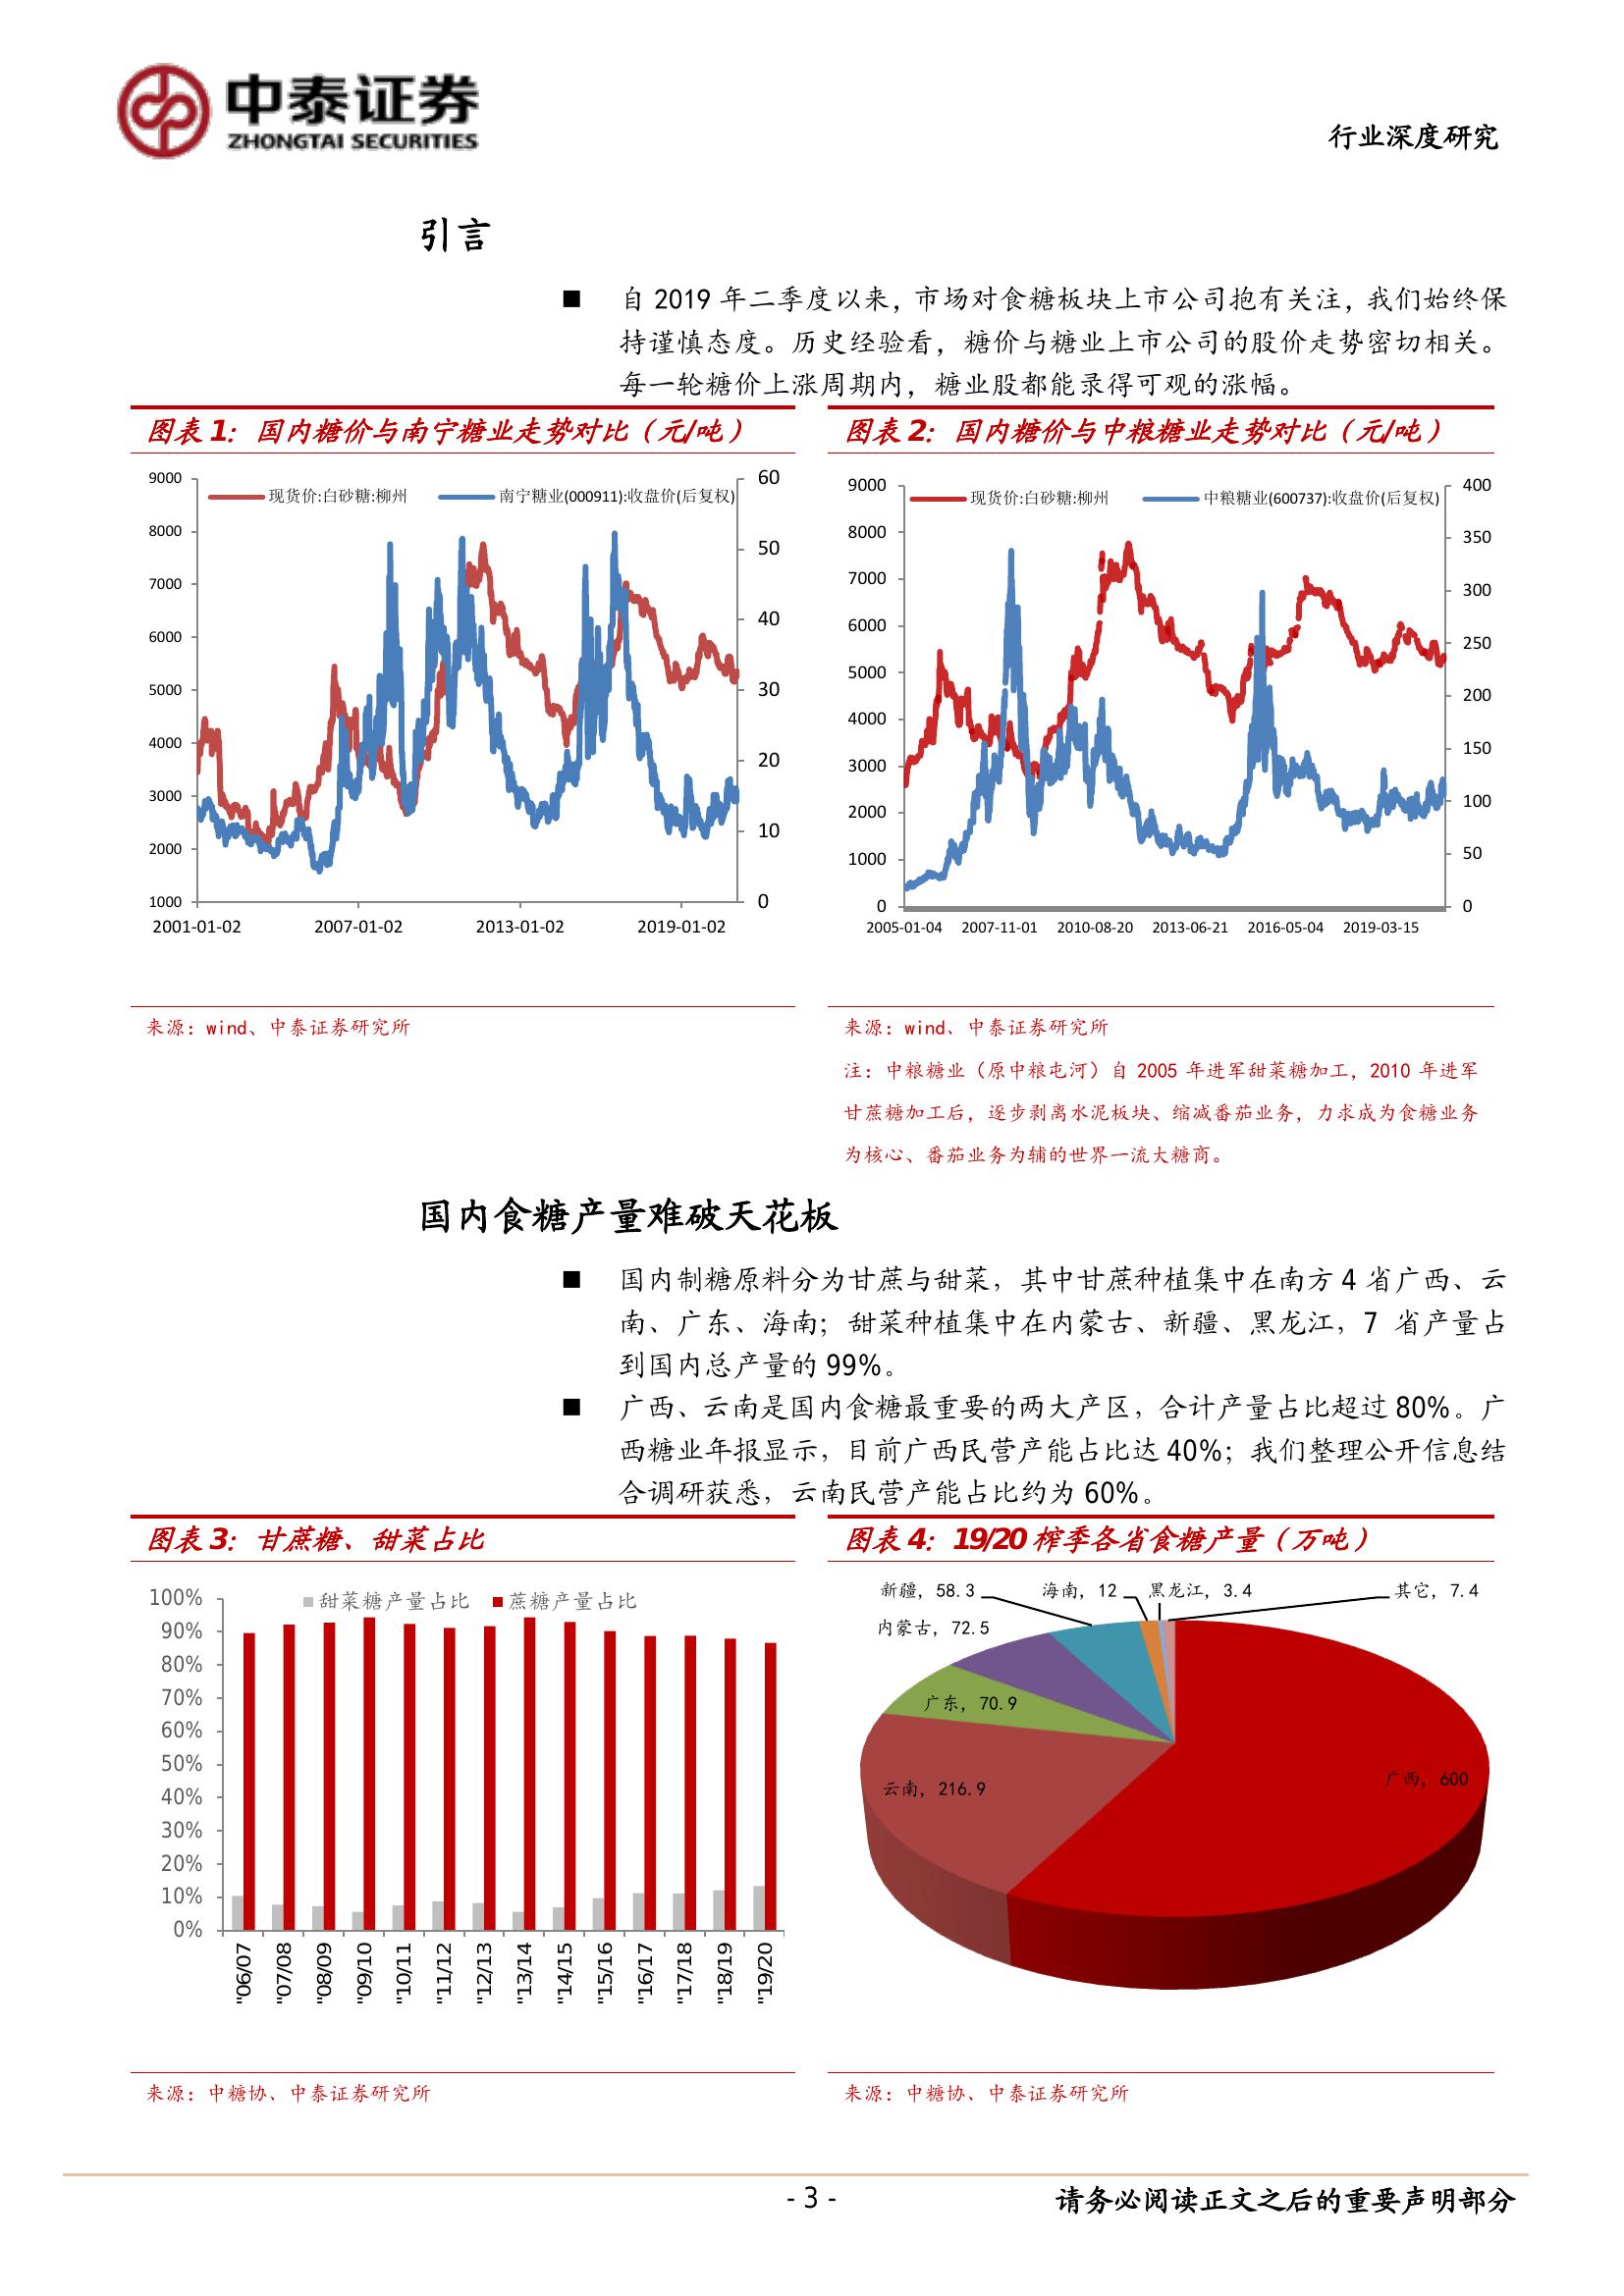 中泰证券
ZHONGTAI SECURITIES
行业深度研究
引言
■ 自 2019 年二季度以来，市场对食糖板块上市公司抱有关注，我们始终保
持谨慎态度。历史经验看，糖价与糖业上市公司的股价走势密切相关。
每一轮糖价上涨周期内，糖业股都能录得可观的涨幅。
图表 1：国内糖价与南宁糖业走势对比（元/吨）
现货价:白砂糖:柳州
南宁糖业(000911):收盘价(后复权)
9000
8000
7000
6000
5000
4000
3000
2000
1000
60
50
40
30
20
10
0
2001-01-02 2007-01-02 2013-01-02 2019-01-02
来源：wind、中泰证券研究所
图表 2：国内糖价与中粮糖业走势对比（元/吨）
现货价:白砂糖:柳州
中粮糖业(600737):收盘价(后复权)
9000
8000
7000
6000
5000
4000
3000
2000
1000
0
400
350
300
250
200
150
100
50
0
2005-01-04 2007-11-01 2010-08-20 2013-06-21 2016-05-04 2019-03-15
来源：wind、中泰证券研究所
注：中粮糖业（原中粮屯河）自 2005 年进军甜菜糖加工，2010 年进军
甘蔗糖加工后，逐步剥离水泥板块、缩减番茄业务，力求成为食糖业务
为核心、番茄业务为辅的世界一流大糖商。
国内食糖产量难破天花板
■ 国内制糖原料分为甘蔗与甜菜，其中甘蔗种植集中在南方 4 省广西、云
南、广东、海南；甜菜种植集中在内蒙古、新疆、黑龙江，7 省产量占
到国内总产量的 99%。
■ 广西、云南是国内食糖最重要的两大产区，合计产量占比超过 80%。广
西糖业年报显示，目前广西民营产能占比达 40%；我们整理公开信息结
合调研获悉，云南民营产能占比约为 60%。
图表 3：甘蔗糖、甜菜占比
甜菜糖产量占比
蔗糖产量占比
100%
90%
80%
70%
60%
50%
40%
30%
20%
10%
0%
"06/07 "07/08 "08/09 "09/10 "10/11 "11/12 "12/13 "13/14 "14/15 "15/16 "16/17 "17/18 "18/19 "19/20
来源：中糖协、中泰证券研究所
图表 4：19/20 榨季各省食糖产量（万吨）
新疆，58.3
海南，12
黑龙江，3.4
其它，7.4
内蒙古，72.5
广东，70.9
云南，216.9
广西，600
来源：中糖协、中泰证券研究所
- 3 -
请务必阅读正文之后的重要声明部分